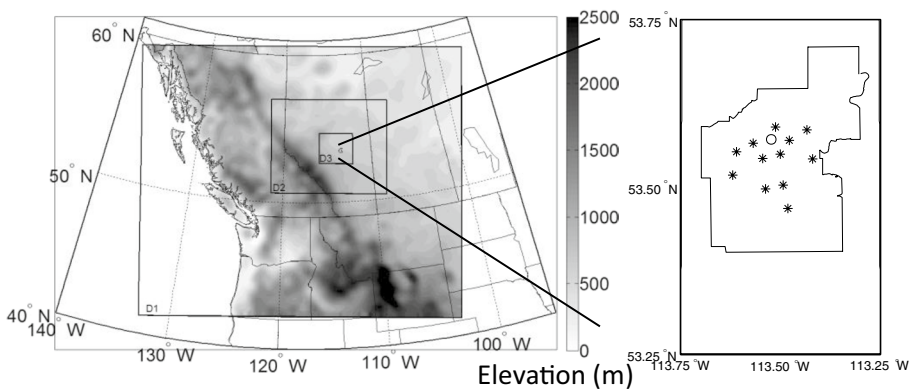 60° N
50° N
40° N
140° W
130° W
120° W
110° W
100° W
D1
D2
D3
2500
2000
1500
1000
500
0
Elevation (m)
53.75° N
53.50° N
53.25° N
113.75° W
113.50° W
113.25° W